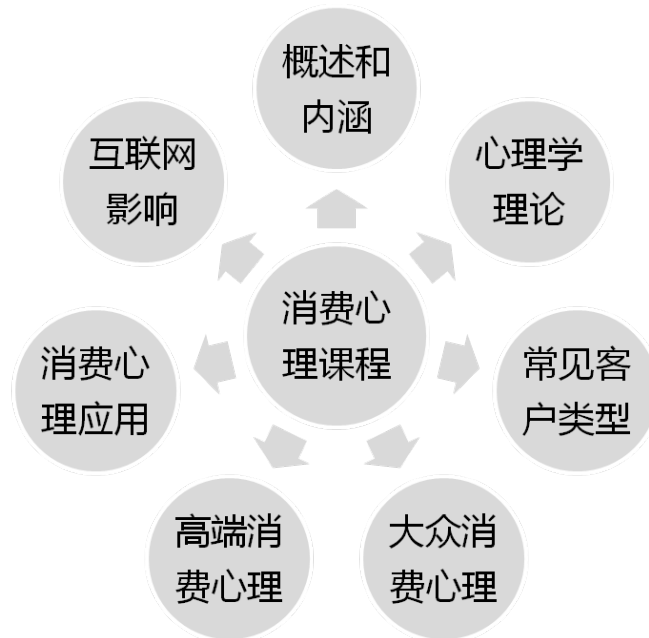 概述和
内涵
心理学
理论
常见客
户类型
大众消
费心理
高端消
费心理
消费心
理应用
互联网
影响
消费心
理课程